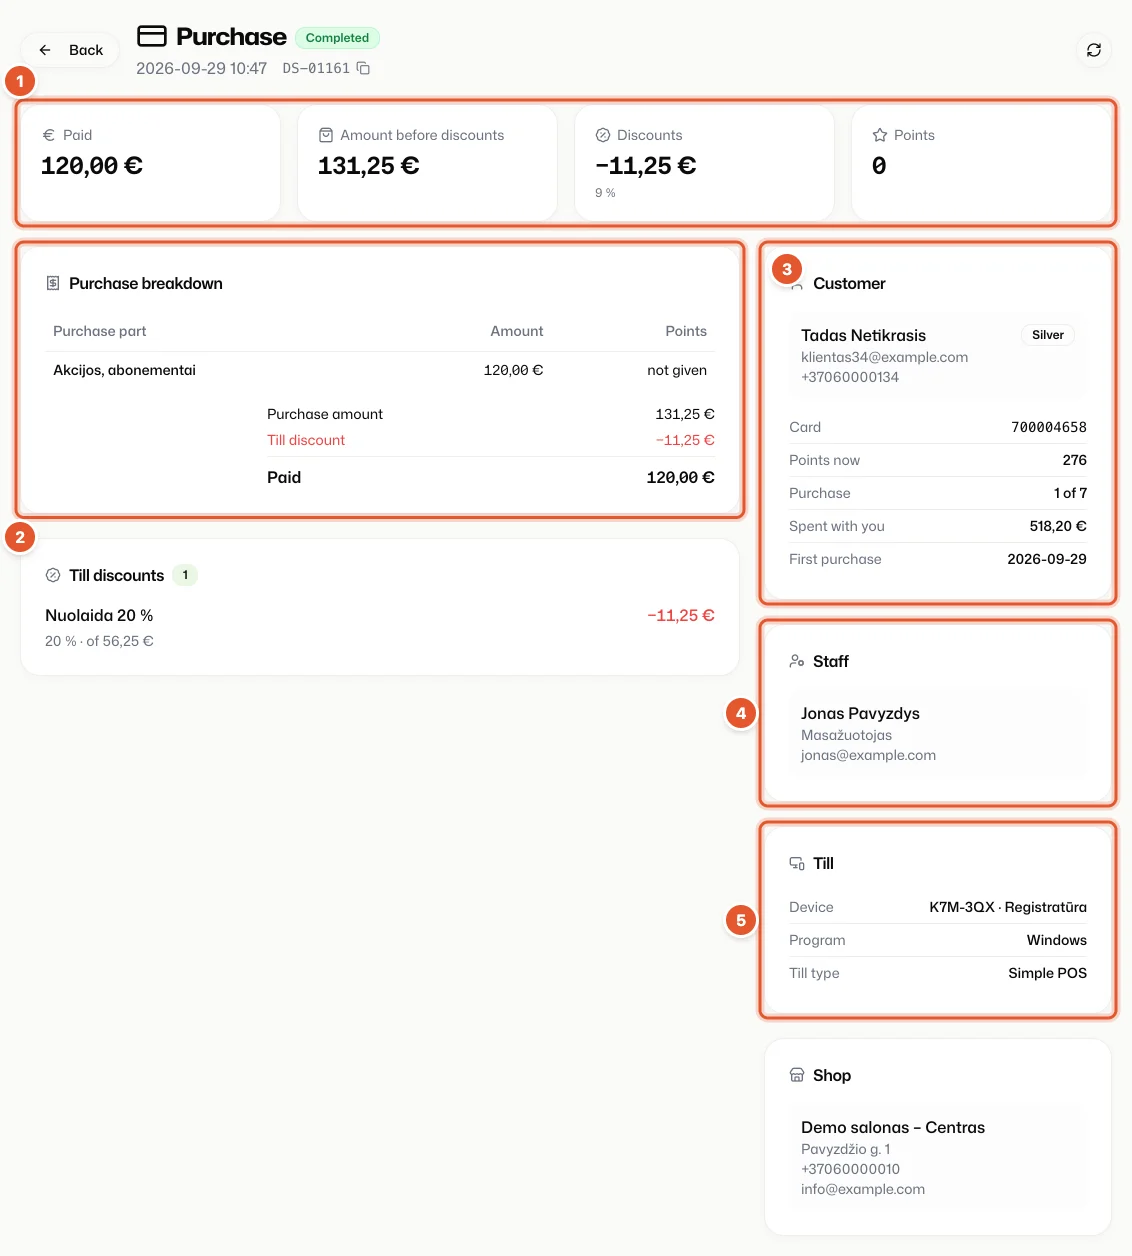 Back
Purchase Completed
2026-09-29 10:47 DS-01161
1
Paid
120,00 €
Amount before discounts
131,25 €
Discounts
−11,25 €
9 %
Points
0
Purchase breakdown
Purchase part Amount Points
Akcijos, abonementai 120,00 € not given
Purchase amount 131,25 €
Till discount −11,25 €
Paid 120,00 €
2
Till discounts 1
Nuolaida 20 % −11,25 €
20 % · of 56,25 €
3
Customer
Tadas Netikrasis Silver
klientas34@example.com
+37060000134
Card 700004658
Points now 276
Purchase 1 of 7
Spent with you 518,20 €
First purchase 2026-09-29
Staff
4
Jonas Pavyzdys
Masažuotojas
jonas@example.com
Till
5
Device K7M-3QX · Registratūra
Program Windows
Till type Simple POS
Shop
Demo salonas – Centras
Pavyzdžio g. 1
+37060000010
info@example.com